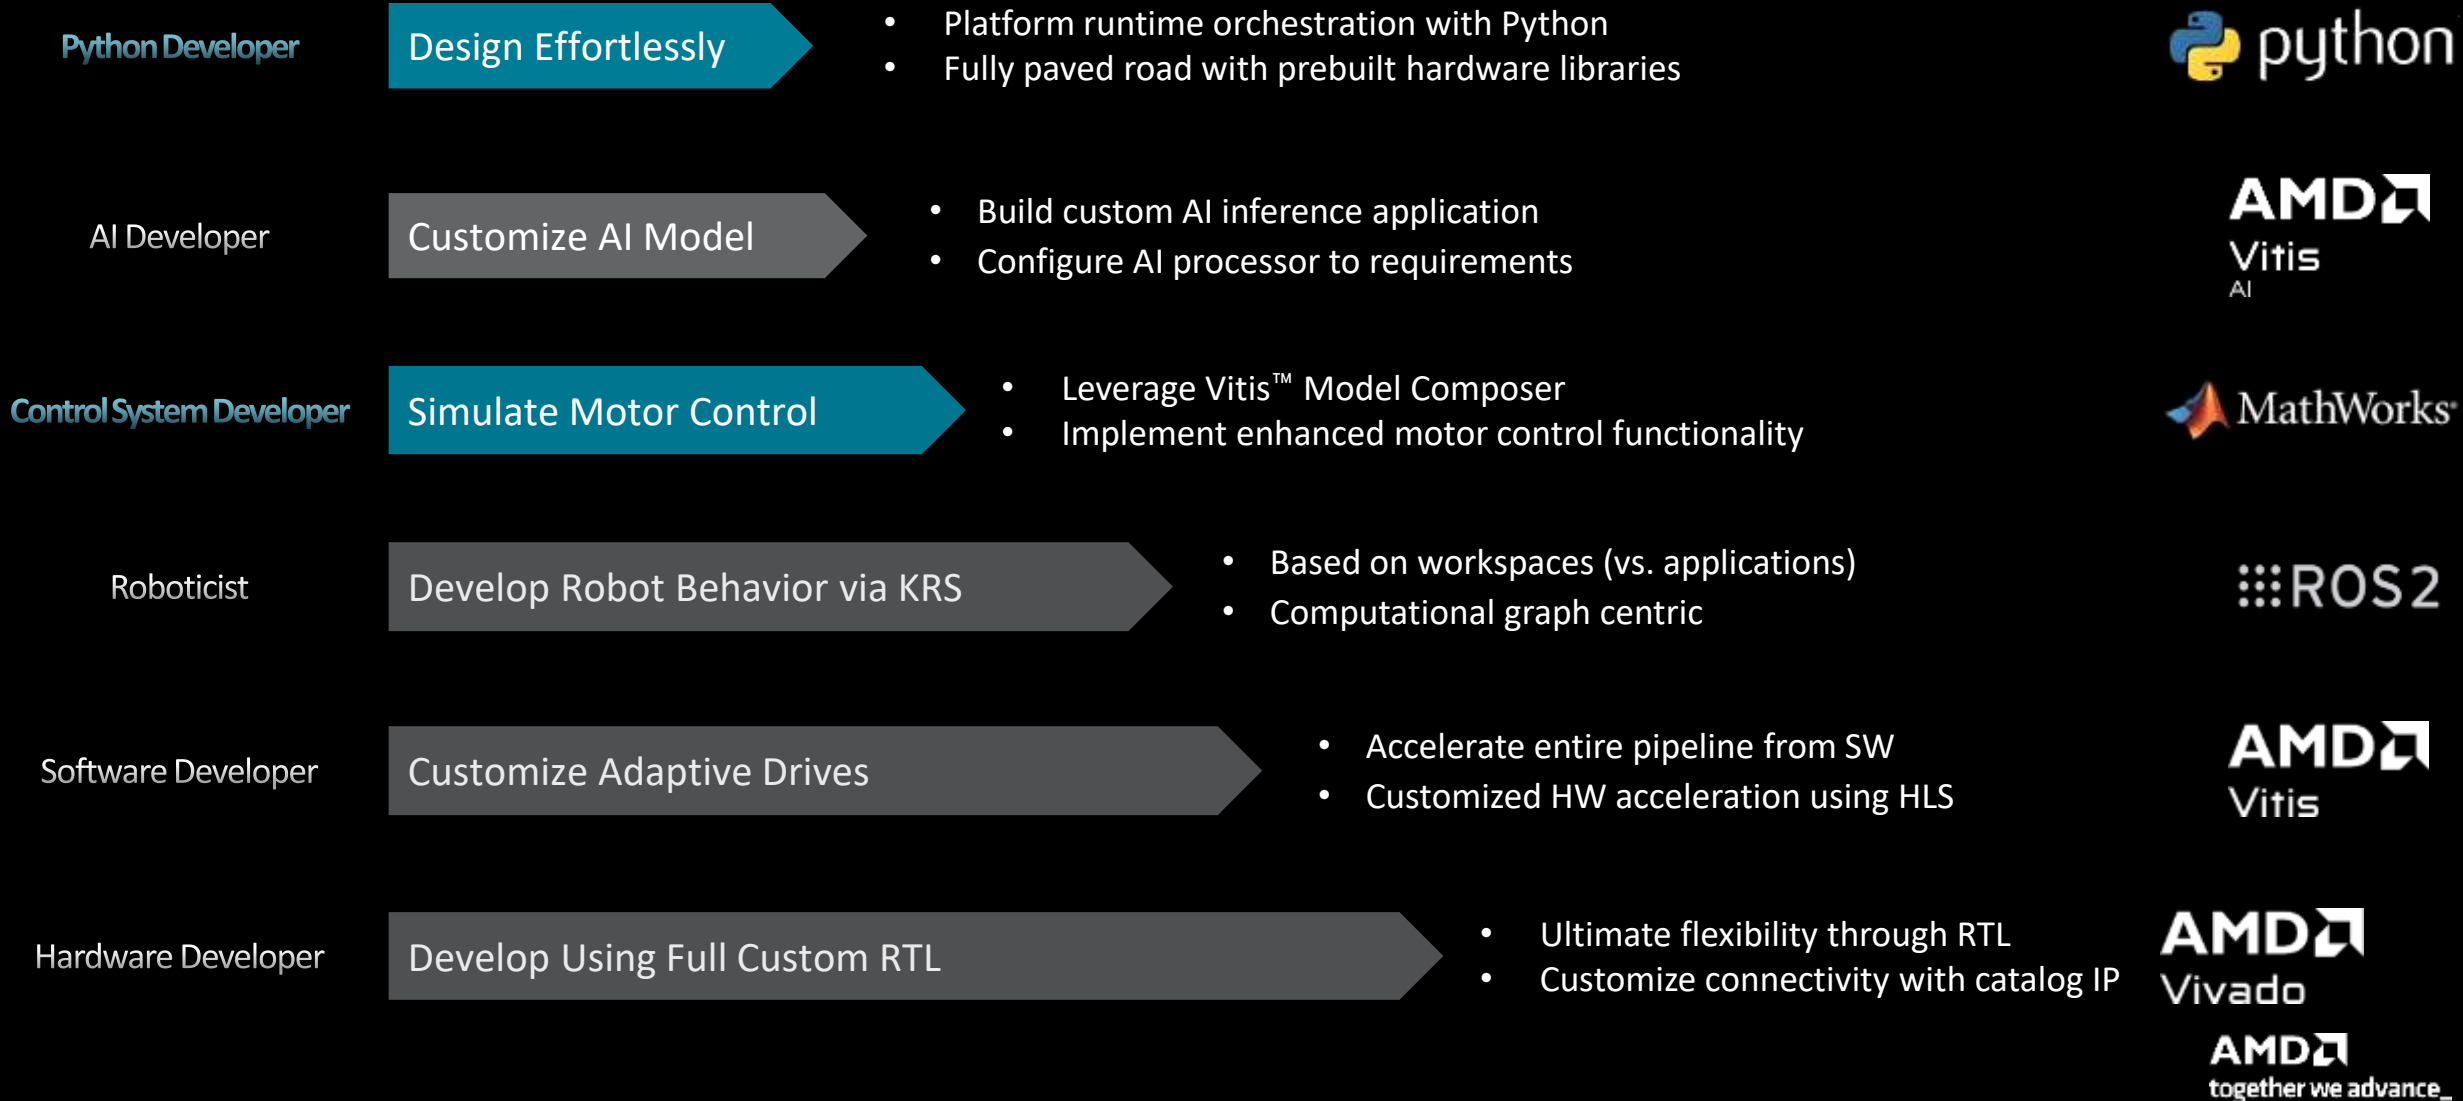 Python Developer
Design Effortlessly
• Platform runtime orchestration with Python
• Fully paved road with prebuilt hardware libraries
python
AI Developer
Customize AI Model
• Build custom AI inference application
• Configure AI processor to requirements
AMD
Vitis
AI
Control System Developer
Simulate Motor Control
• Leverage Vitis™ Model Composer
• Implement enhanced motor control functionality
MathWorks
Roboticist
Develop Robot Behavior via KRS
• Based on workspaces (vs. applications)
• Computational graph centric
ROS2
Software Developer
Customize Adaptive Drives
• Accelerate entire pipeline from SW
• Customized HW acceleration using HLS
AMD
Vitis
Hardware Developer
Develop Using Full Custom RTL
• Ultimate flexibility through RTL
• Customize connectivity with catalog IP
AMD
Vivado
AMD
together we advance_